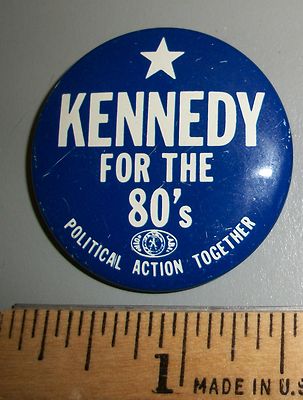 KENNEDY
FOR THE
80's
POLITICAL ACTION TOGETHER
1
MADE IN U.S